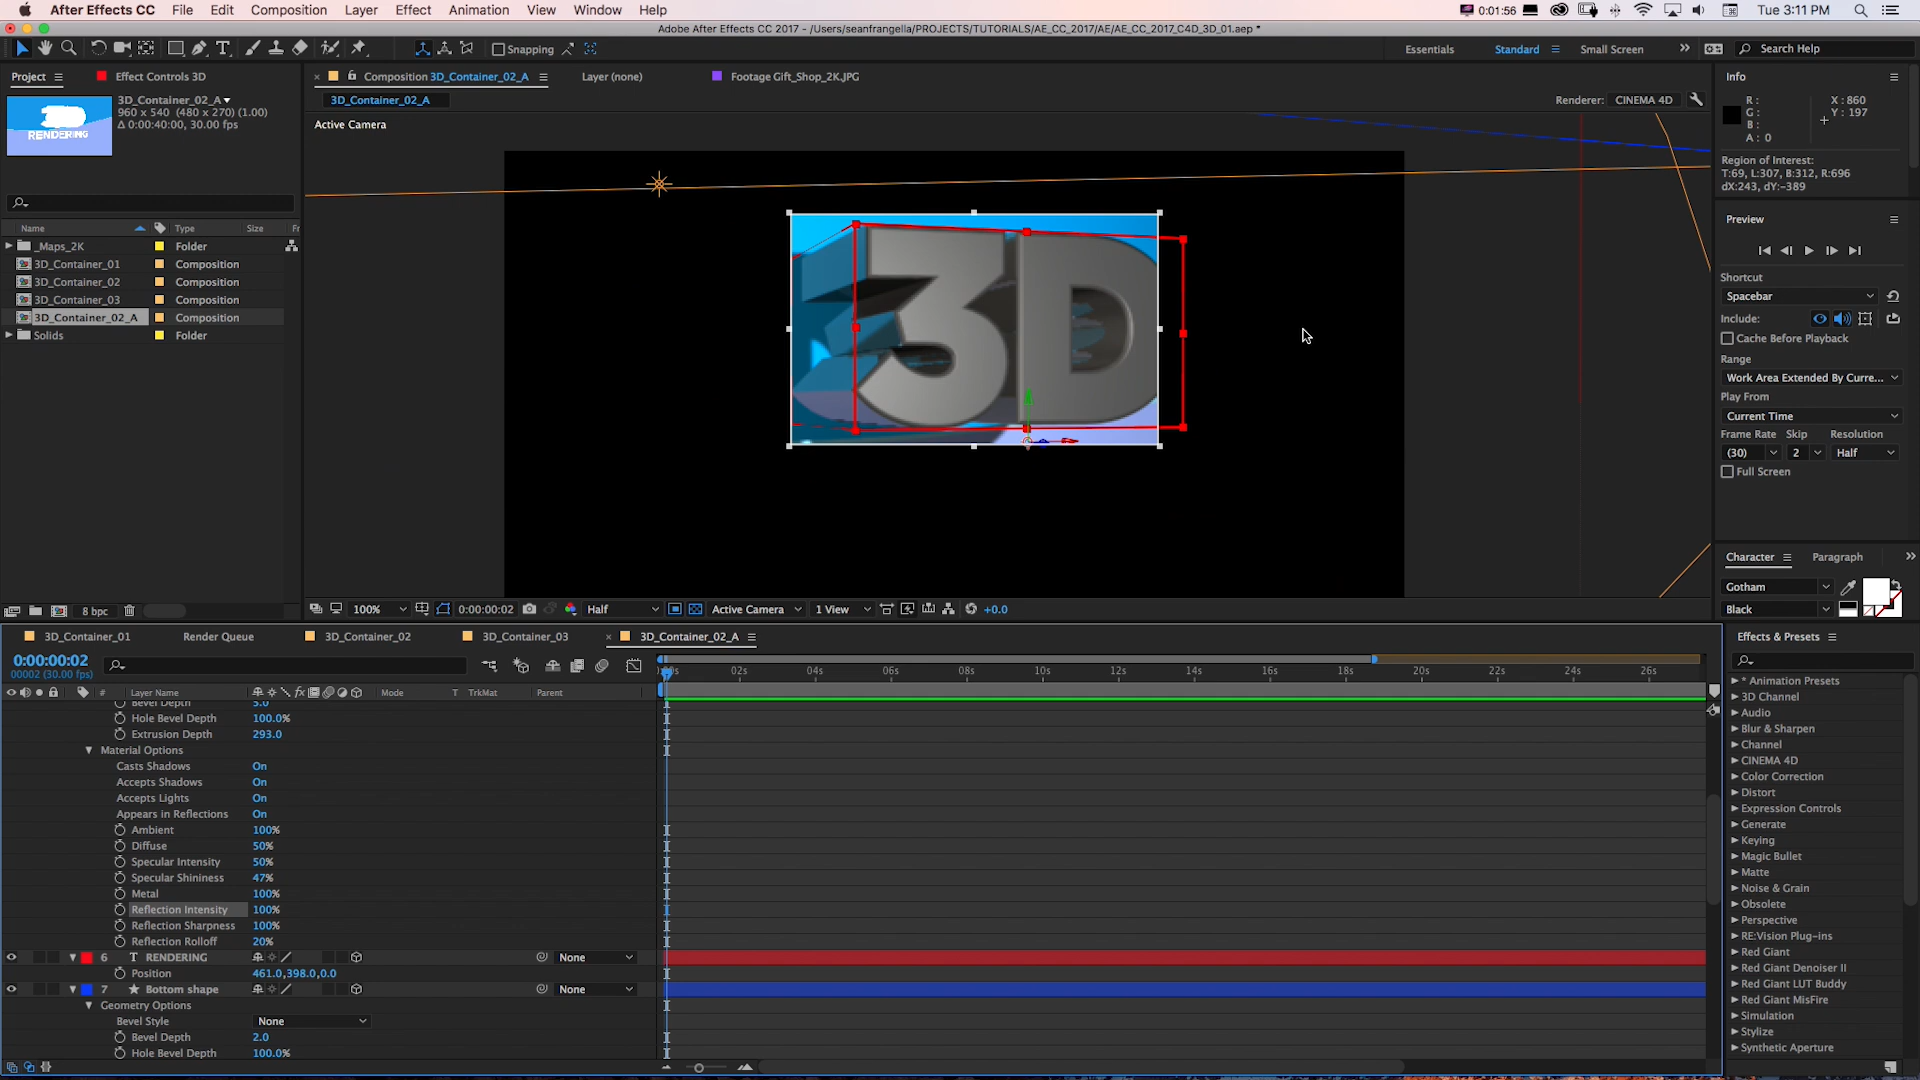 After Effects CC File Edit Composition Layer Effect Animation View Window Help
0:01:56 Tue 3:11 PM
Adobe After Effects CC 2017 - /Users/seanfrangella/PROJECTS/TUTORIALS/AE_CC_2017/AE/AE_CC_2017_C4D_3D_01.aep *
Snapping Essentials Standard Small Screen Search Help
Project Effect Controls 3D
3D_Container_02_A
960 x 540 (480 x 270) (1.00)
Δ 0:00:40:00, 30.00 fps
RENDERING
Name Type Size Fr
_Maps_2K Folder
3D_Container_01 Composition
3D_Container_02 Composition
3D_Container_03 Composition
3D_Container_02_A Composition
Solids Folder
8 bpc
Composition 3D_Container_02_A Layer (none) Footage Gift_Shop_2K.JPG
3D_Container_02_A Renderer: CINEMA 4D
Active Camera
3D
100% 0:00:00:02 Half Active Camera 1 View +0.0
Info
R: X: 860
G: Y: 197
B:
A: 0
Region of Interest:
T:69, L:307, B:312, R:696
dX:243, dY:-389
Preview
Shortcut
Spacebar
Include:
Cache Before Playback
Range
Work Area Extended By Curre...
Play From
Current Time
Frame Rate Skip Resolution
(30) 2 Half
Full Screen
Character Paragraph
Gotham
Black
3D_Container_01 Render Queue 3D_Container_02 3D_Container_03 3D_Container_02_A
0:00:00:02
00002 (30.00 fps)
02s 04s 06s 08s 10s 12s 14s 16s 18s 20s 22s 24s 26s
# Layer Name Mode T TrkMat Parent
Bevel Depth 5.0
Hole Bevel Depth 100.0%
Extrusion Depth 293.0
Material Options
Casts Shadows On
Accepts Shadows On
Accepts Lights On
Appears in Reflections On
Ambient 100%
Diffuse 50%
Specular Intensity 50%
Specular Shininess 47%
Metal 100%
Reflection Intensity 100%
Reflection Sharpness 100%
Reflection Rolloff 20%
6 T RENDERING None
Position 461.0,398.0,0.0
7 Bottom shape None
Geometry Options
Bevel Style None
Bevel Depth 2.0
Hole Bevel Depth 100.0%
Effects & Presets
* Animation Presets
3D Channel
Audio
Blur & Sharpen
Channel
CINEMA 4D
Color Correction
Distort
Expression Controls
Generate
Keying
Magic Bullet
Matte
Noise & Grain
Obsolete
Perspective
RE:Vision Plug-ins
Red Giant
Red Giant Denoiser II
Red Giant LUT Buddy
Red Giant MisFire
Simulation
Stylize
Synthetic Aperture